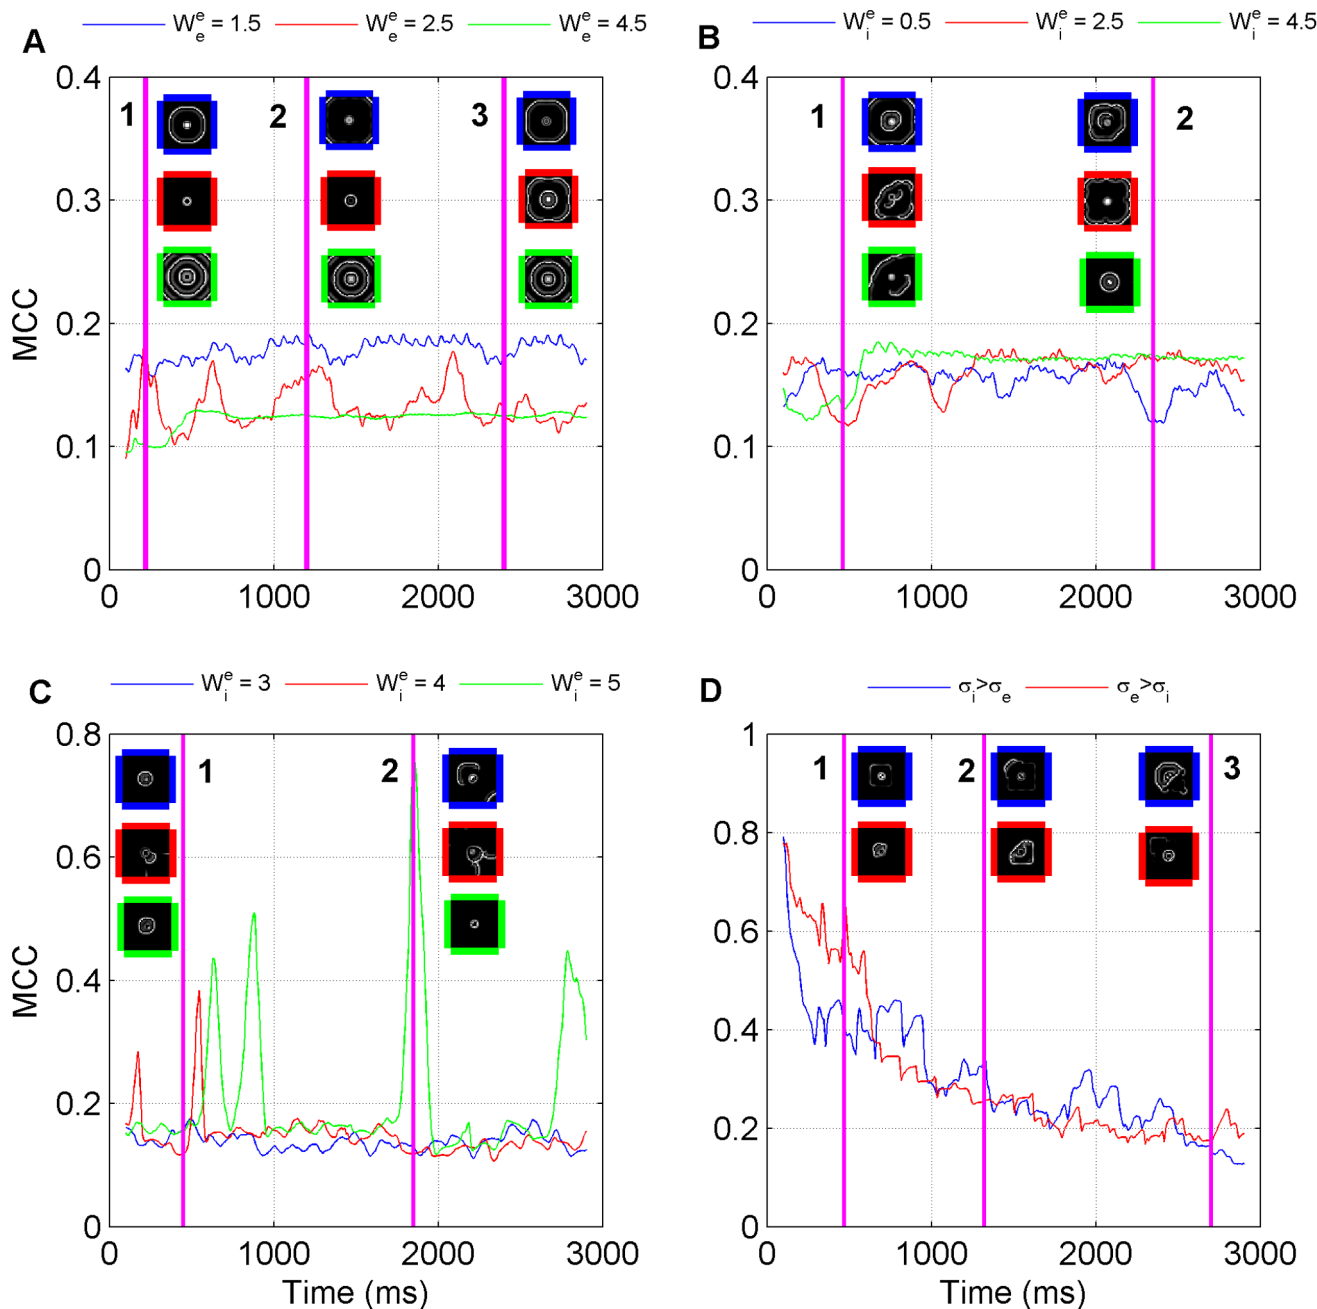 A
W_e^e = 1.5 W_e^e = 2.5 W_e^e = 4.5
0.4
0.3
0.2
0.1
0
MCC
1 2 3
0 1000 2000 3000
B
W_i^e = 0.5 W_i^e = 2.5 W_i^e = 4.5
0.4
0.3
0.2
0.1
0
1 2
0 1000 2000 3000
C
W_i^e = 3 W_i^e = 4 W_i^e = 5
0.8
0.6
0.4
0.2
0
MCC
1 2
0 1000 2000 3000
Time (ms)
D
σ_i>σ_e σ_e>σ_i
1
0.8
0.6
0.4
0.2
0
1 2 3
0 1000 2000 3000
Time (ms)